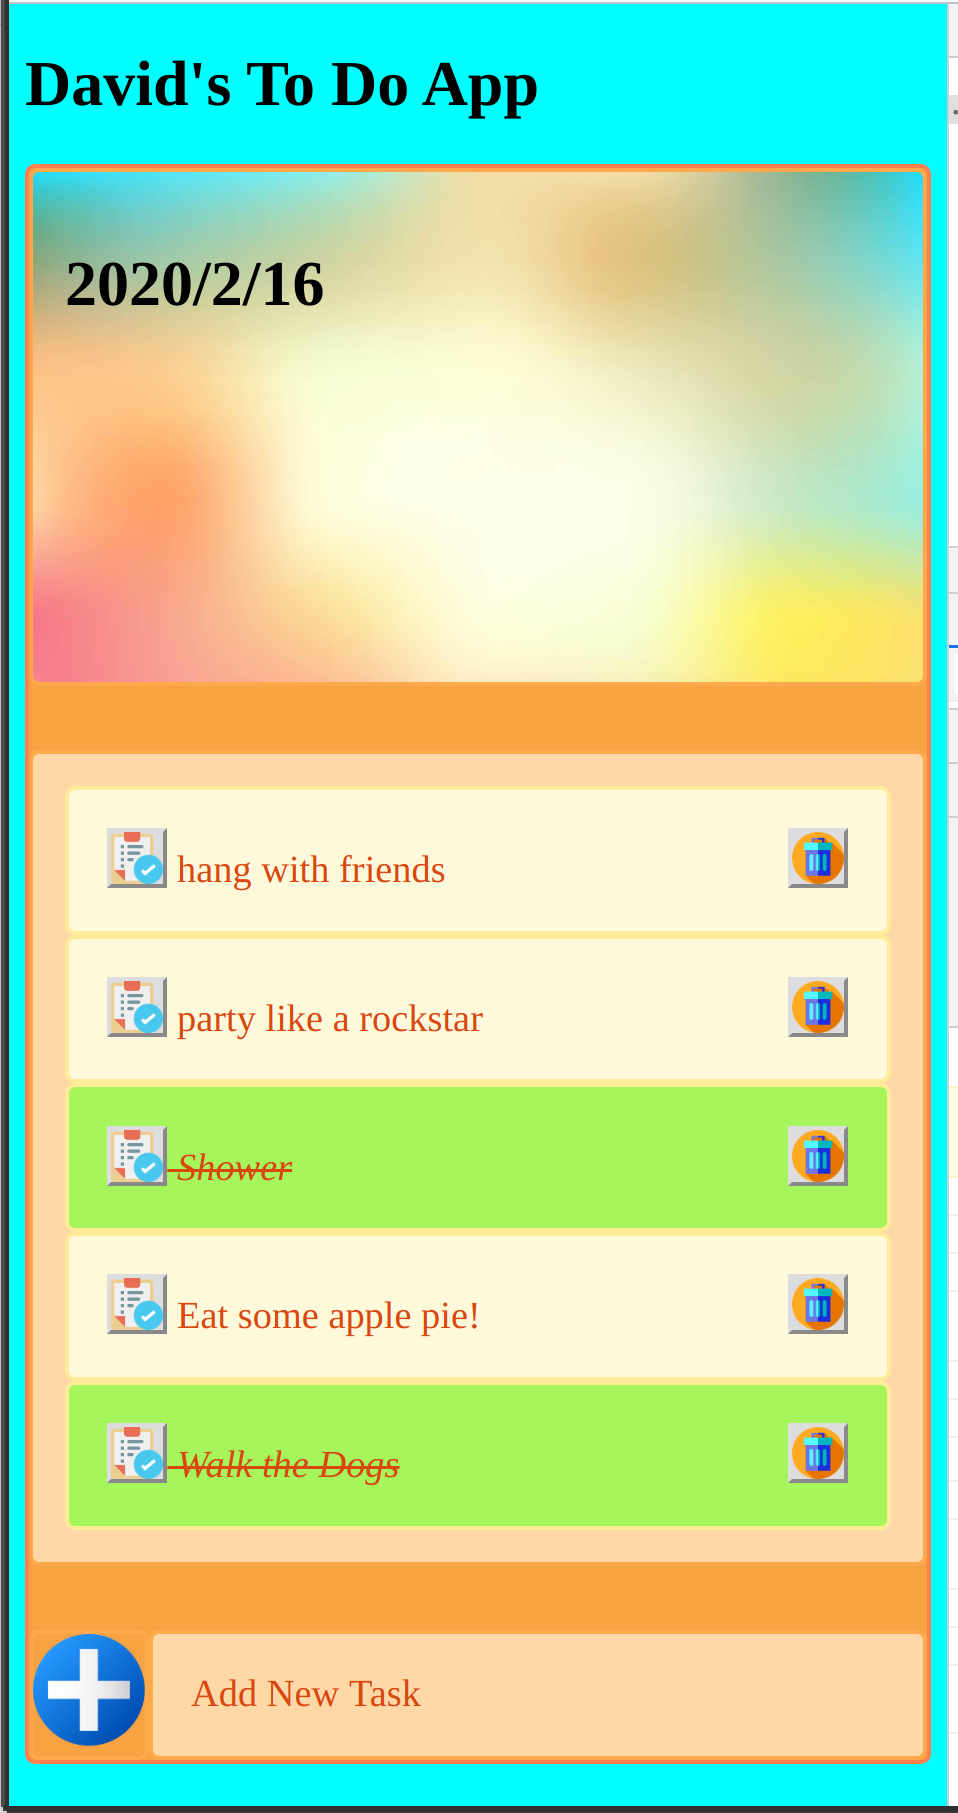 David's To Do App
2020/2/16
hang with friends
party like a rockstar
Shower
Eat some apple pie!
Walk the Dogs
Add New Task